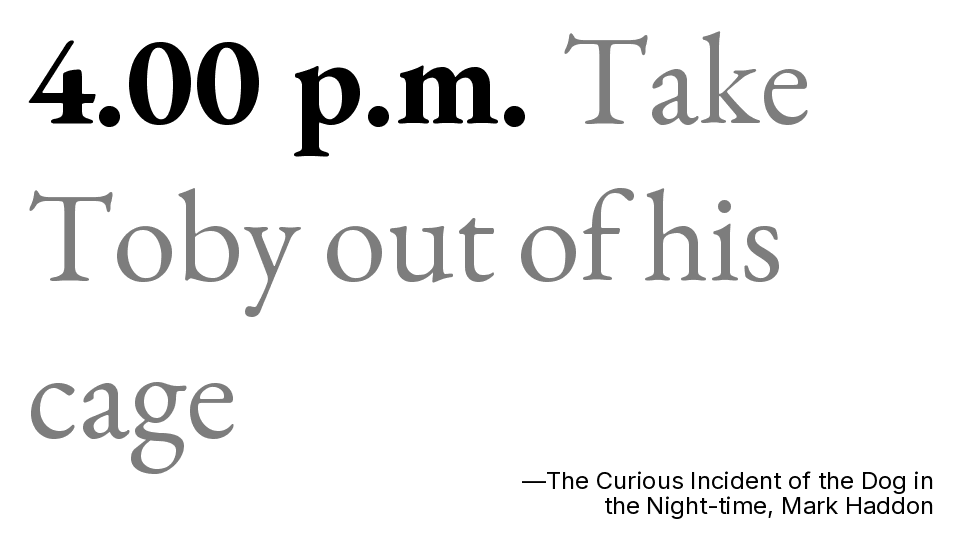 4.00 p.m. Take
Toby out of his
cage
—The Curious Incident of the Dog in
the Night-time, Mark Haddon